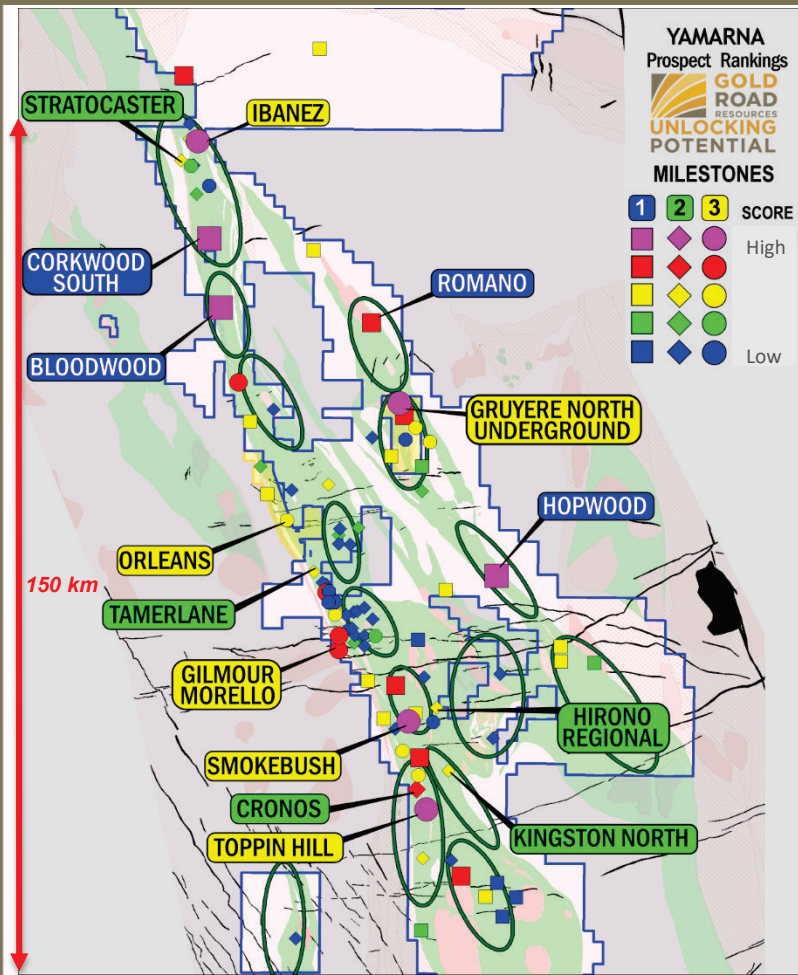 YAMARNA
Prospect Rankings
GOLD
ROAD
RESOURCES
UNLOCKING
POTENTIAL
MILESTONES
1 2 3 SCORE
High
Low
STRATOCASTER
IBANEZ
CORKWOOD
SOUTH
ROMANO
BLOODWOOD
GRUYERE NORTH
UNDERGROUND
HOPWOOD
ORLEANS
150 km
TAMERLANE
GILMOUR
MORELLO
HIRONO
REGIONAL
SMOKEBUSH
CRONOS
KINGSTON NORTH
TOPPIN HILL